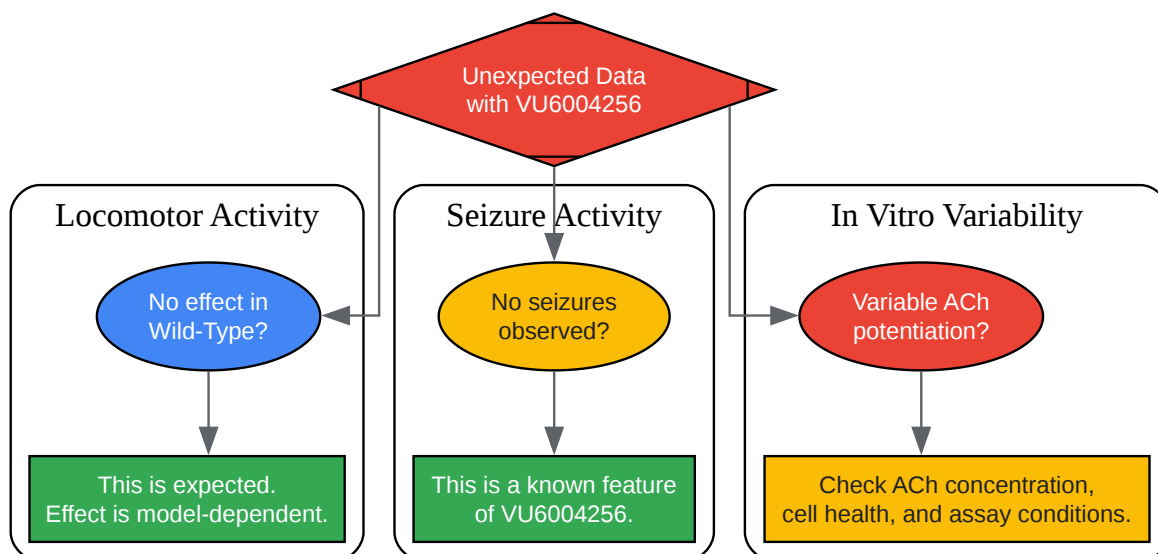 Unexpected Data
with VU6004256
Locomotor Activity
Seizure Activity
In Vitro Variability
No effect in
Wild-Type?
No seizures
observed?
Variable ACh
potentiation?
This is expected.
Effect is model-dependent.
This is a known feature
of VU6004256.
Check ACh concentration,
cell health, and assay conditions.